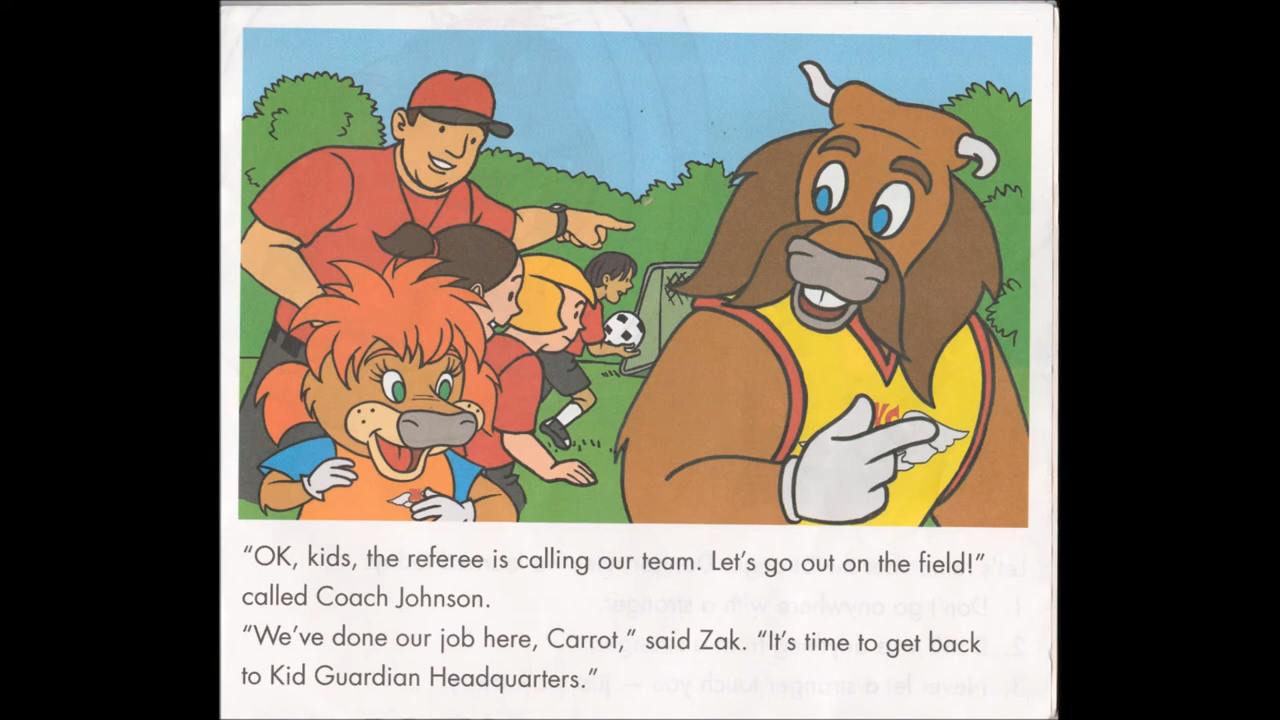 “OK, kids, the referee is calling our team. Let’s go out on the field!”
called Coach Johnson.
“We’ve done our job here, Carrot,” said Zak. “It’s time to get back
to Kid Guardian Headquarters.”